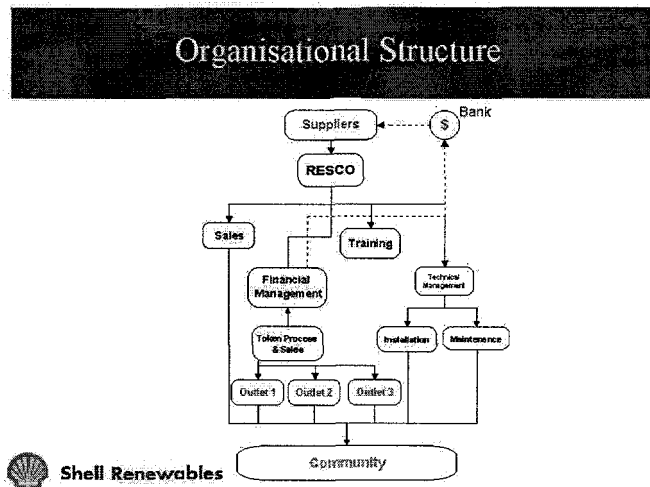 Organisational Structure
Suppliers
$
Bank
RESCO
Sales
Training
Financial
Management
Technical
Management
Token Process
& Sales
Installation
Maintenence
Outlet 1
Outlet 2
Outlet 3
Community
Shell Renewables